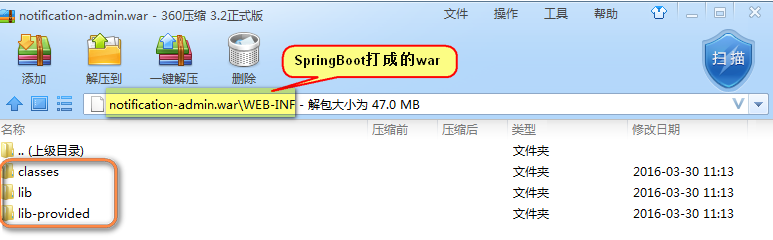 notification-admin.war - 360压缩 3.2正式版
文件 操作 工具 帮助
添加 解压到 一键解压 删除
SpringBoot打成的war
扫描
notification-admin.war\WEB-INF - 解包大小为 47.0 MB
名称 压缩前 压缩后 类型 修改日期
.. (上级目录) 文件夹
classes 文件夹 2016-03-30 11:13
lib 文件夹 2016-03-30 11:13
lib-provided 文件夹 2016-03-30 11:13